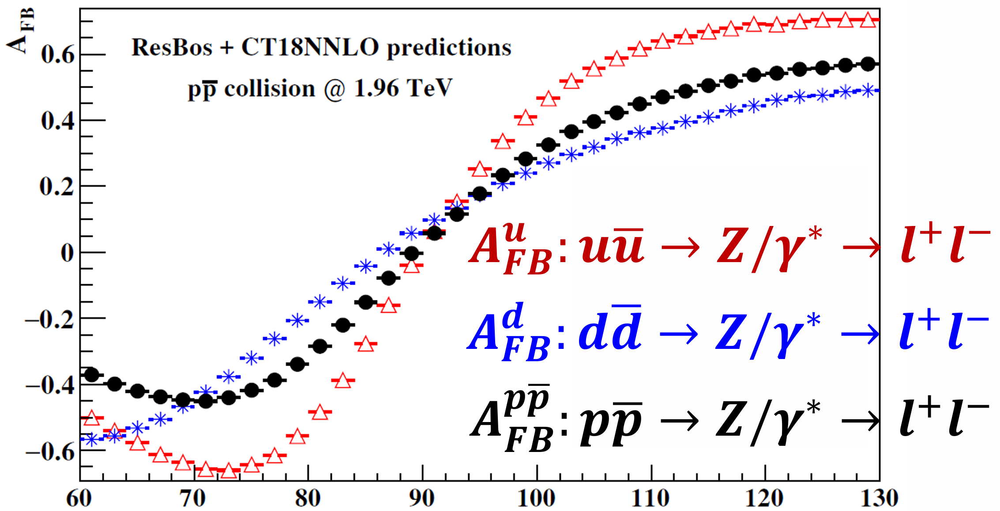 A_FB
ResBos + CT18NNLO predictions
pp̅ collision @ 1.96 TeV
0.6
0.4
0.2
0
−0.2
−0.4
−0.6
A^u_FB: uu̅ → Z/γ* → l⁺l⁻
A^d_FB: dd̅ → Z/γ* → l⁺l⁻
A^pp̅_FB: pp̅ → Z/γ* → l⁺l⁻
60 70 80 90 100 110 120 130